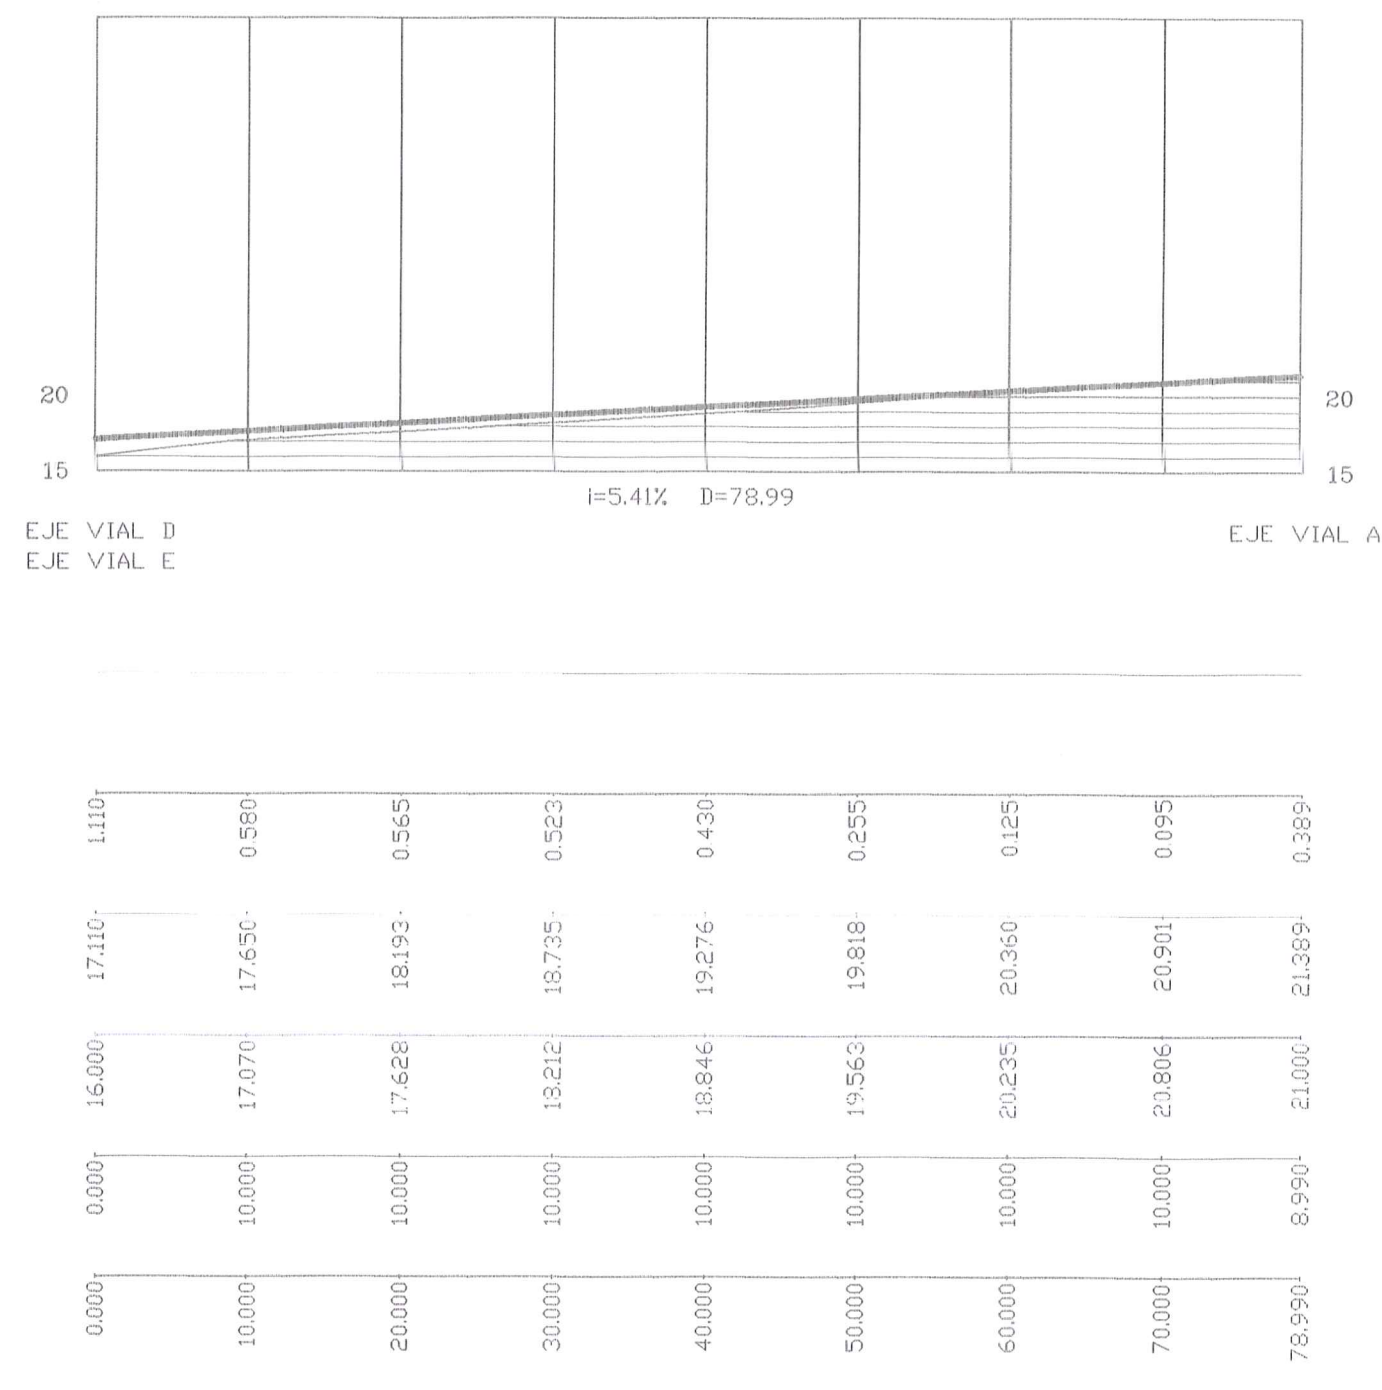 20 20
15 15
i=5.41% D=78.99
EJE VIAL D EJE VIAL A
EJE VIAL E
1.110 0.580 0.565 0.523 0.430 0.255 0.125 0.095 0.389
17.110 17.650 18.193 18.735 19.276 19.818 20.360 20.901 21.389
16.000 17.070 17.628 18.212 18.846 19.563 20.235 20.806 21.000
0.000 10.000 10.000 10.000 10.000 10.000 10.000 10.000 8.990
0.000 10.000 20.000 30.000 40.000 50.000 60.000 70.000 78.990